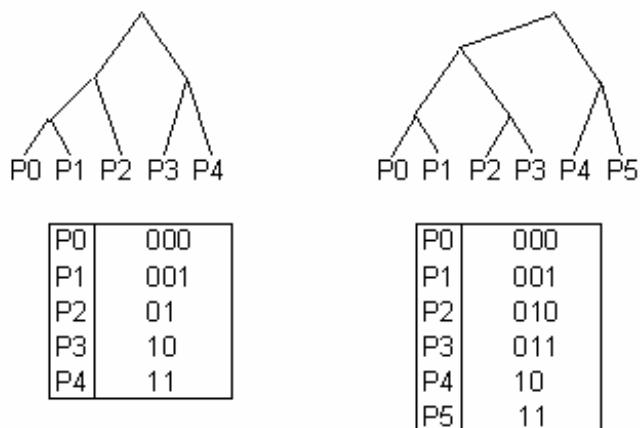 P0 P1 P2 P3 P4
P0 P1 P2 P3 P4 P5
P0 000
P1 001
P2 01
P3 10
P4 11
P0 000
P1 001
P2 010
P3 011
P4 10
P5 11